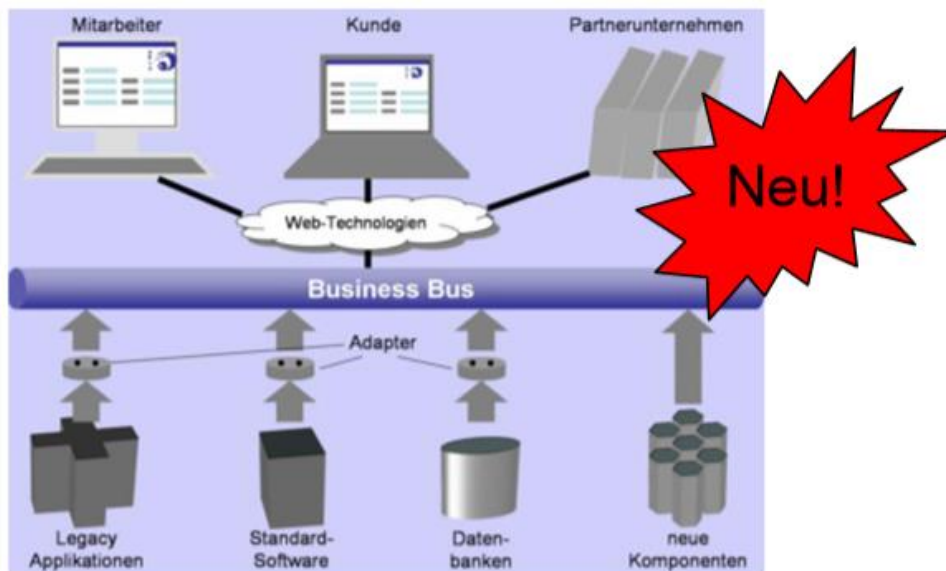 Mitarbeiter
Kunde
Partnerunternehmen
Neu!
Web-Technologien
Business Bus
Adapter
Legacy
Applikationen
Standard-
Software
Daten-
banken
neue
Komponenten